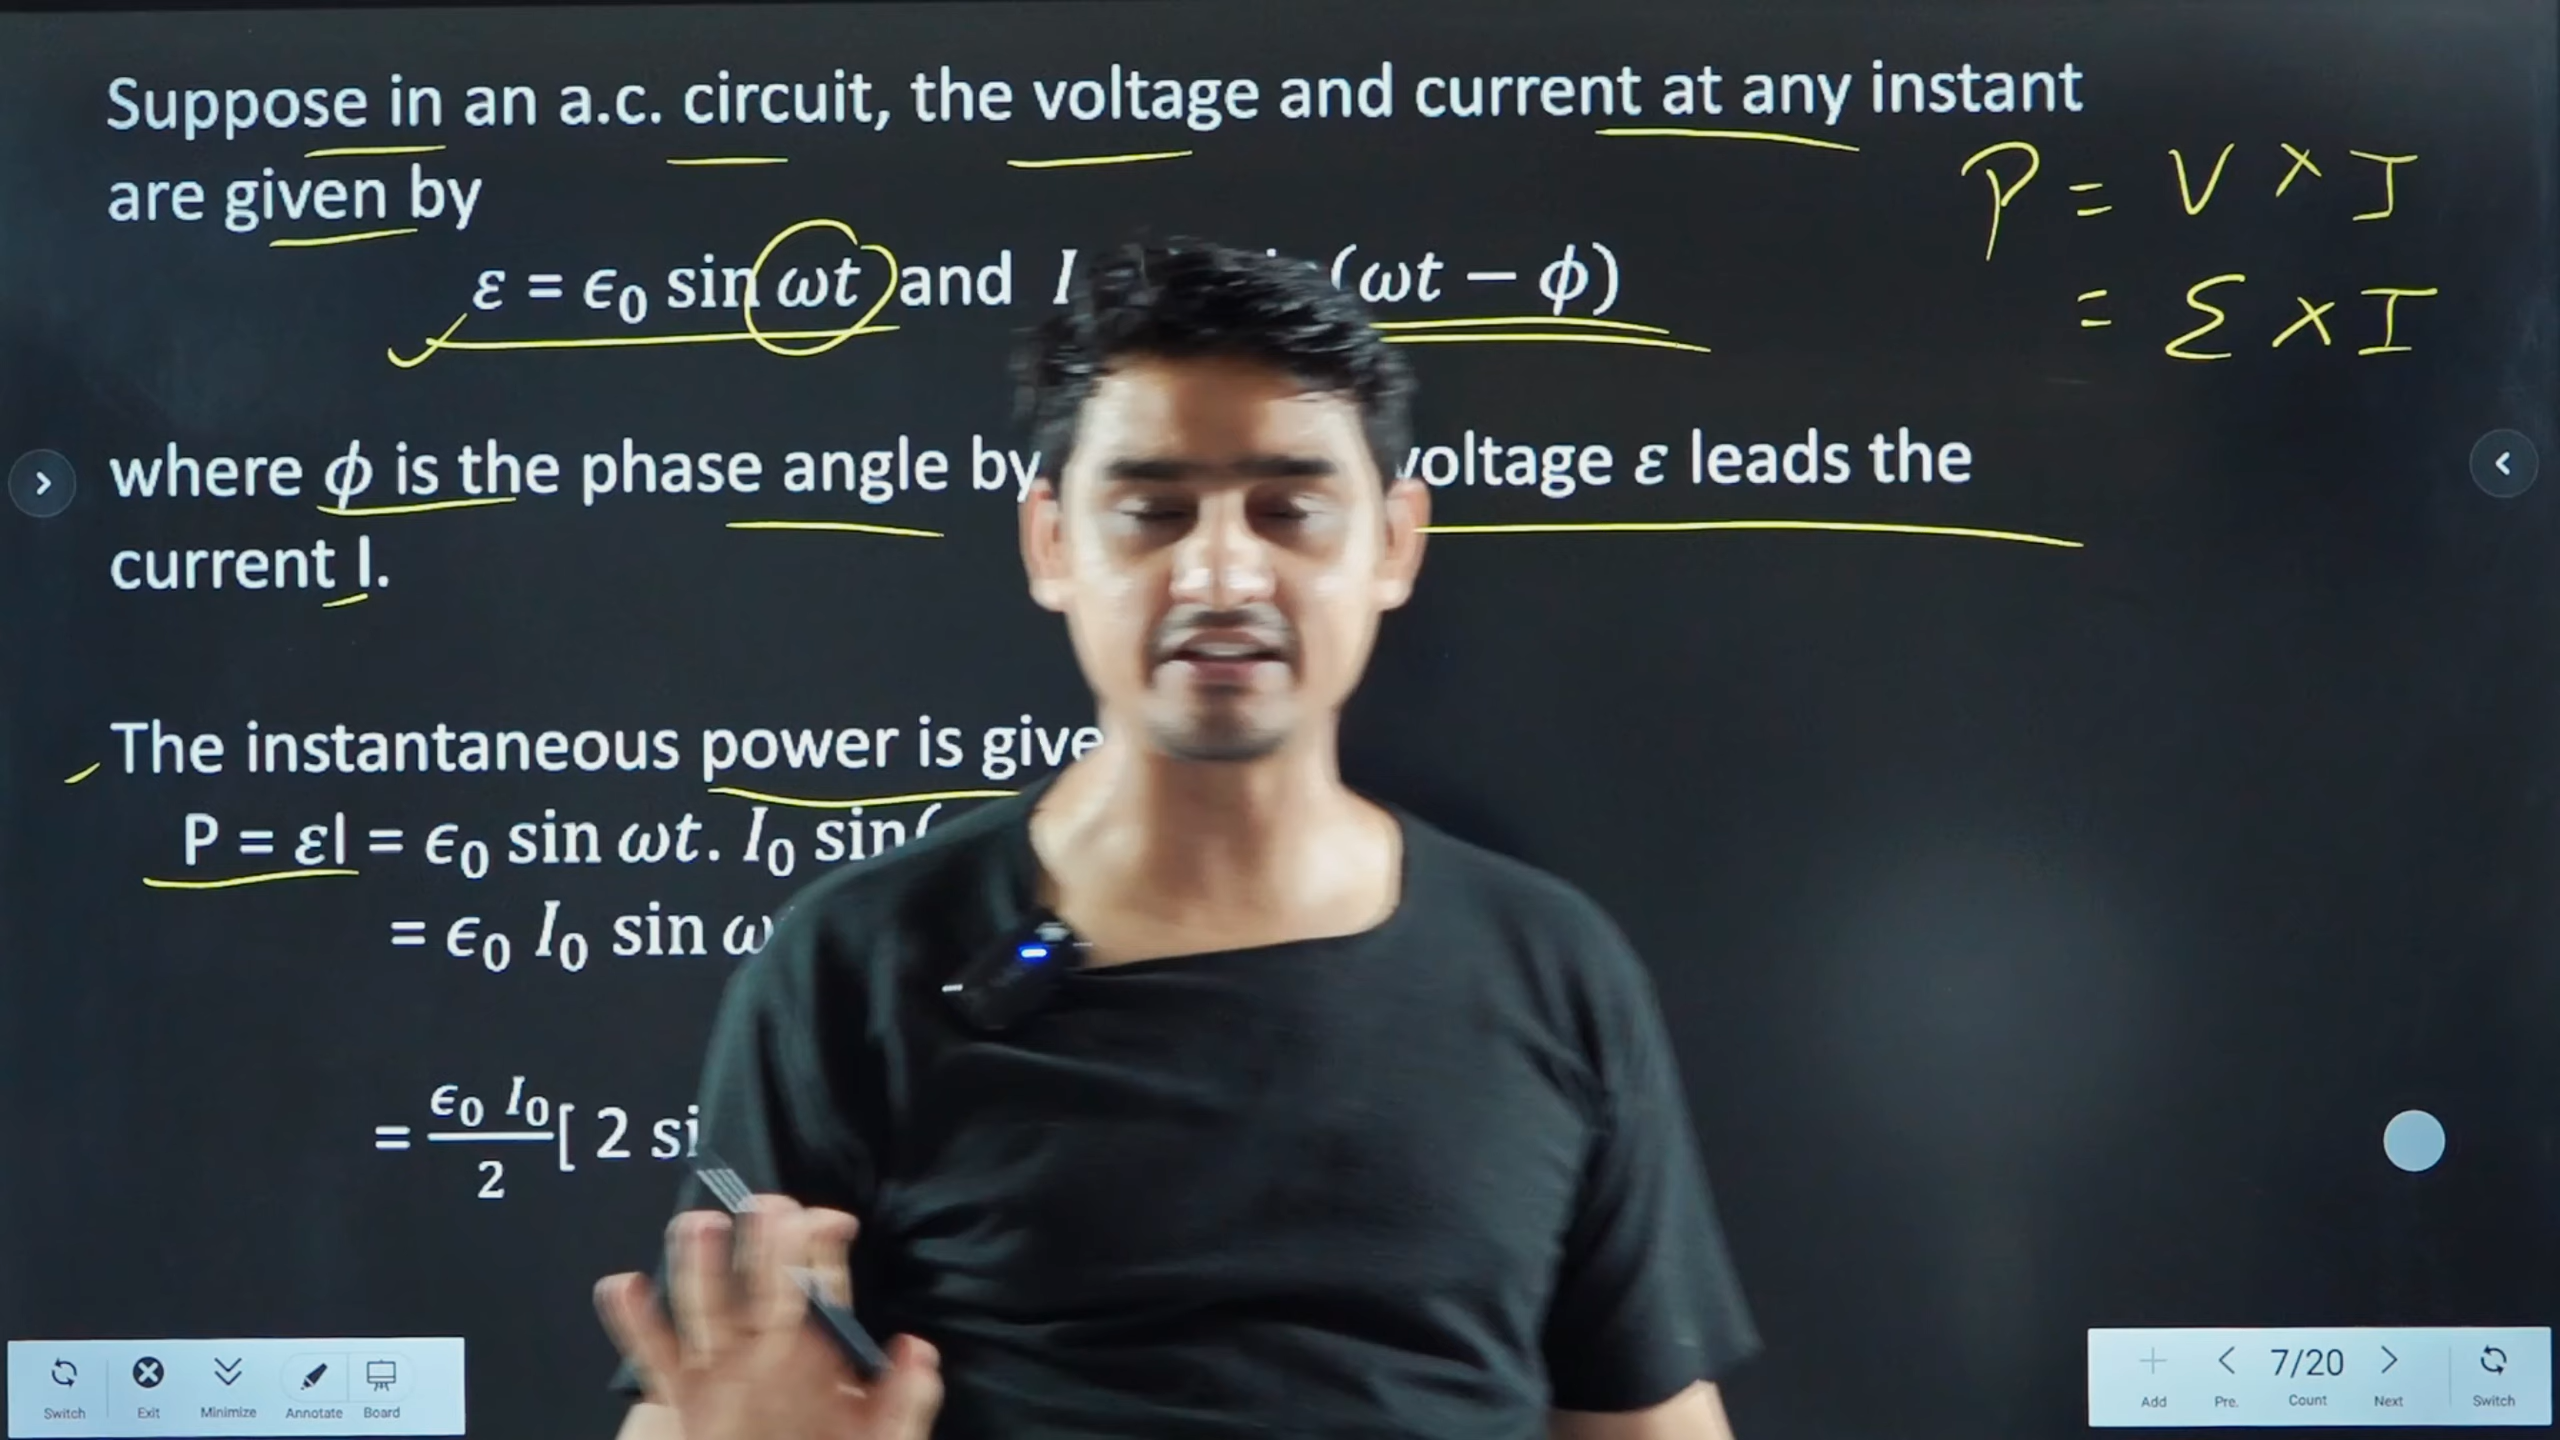 Suppose in an a.c. circuit, the voltage and current at any instant
are given by
P = V × I
ε = ϵ₀ sin ωt and I (ωt − ϕ)
= Σ × I
where ϕ is the phase angle by voltage ε leads the
current I.
The instantaneous power is
P = εI = ϵ₀ sin ωt. I₀ sin(
= ϵ₀ I₀ sin
= ϵ₀ I₀ / 2 [ 2
Switch Exit Minimize Annotate Board
7/20
Add Pre. Count Next Switch